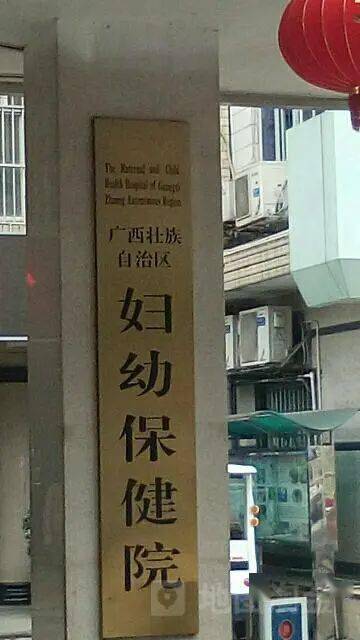 The Maternal and Child
Health Hospital of Guangxi
Zhuang Autonomous Region
广西壮族
自治区
妇幼保健院